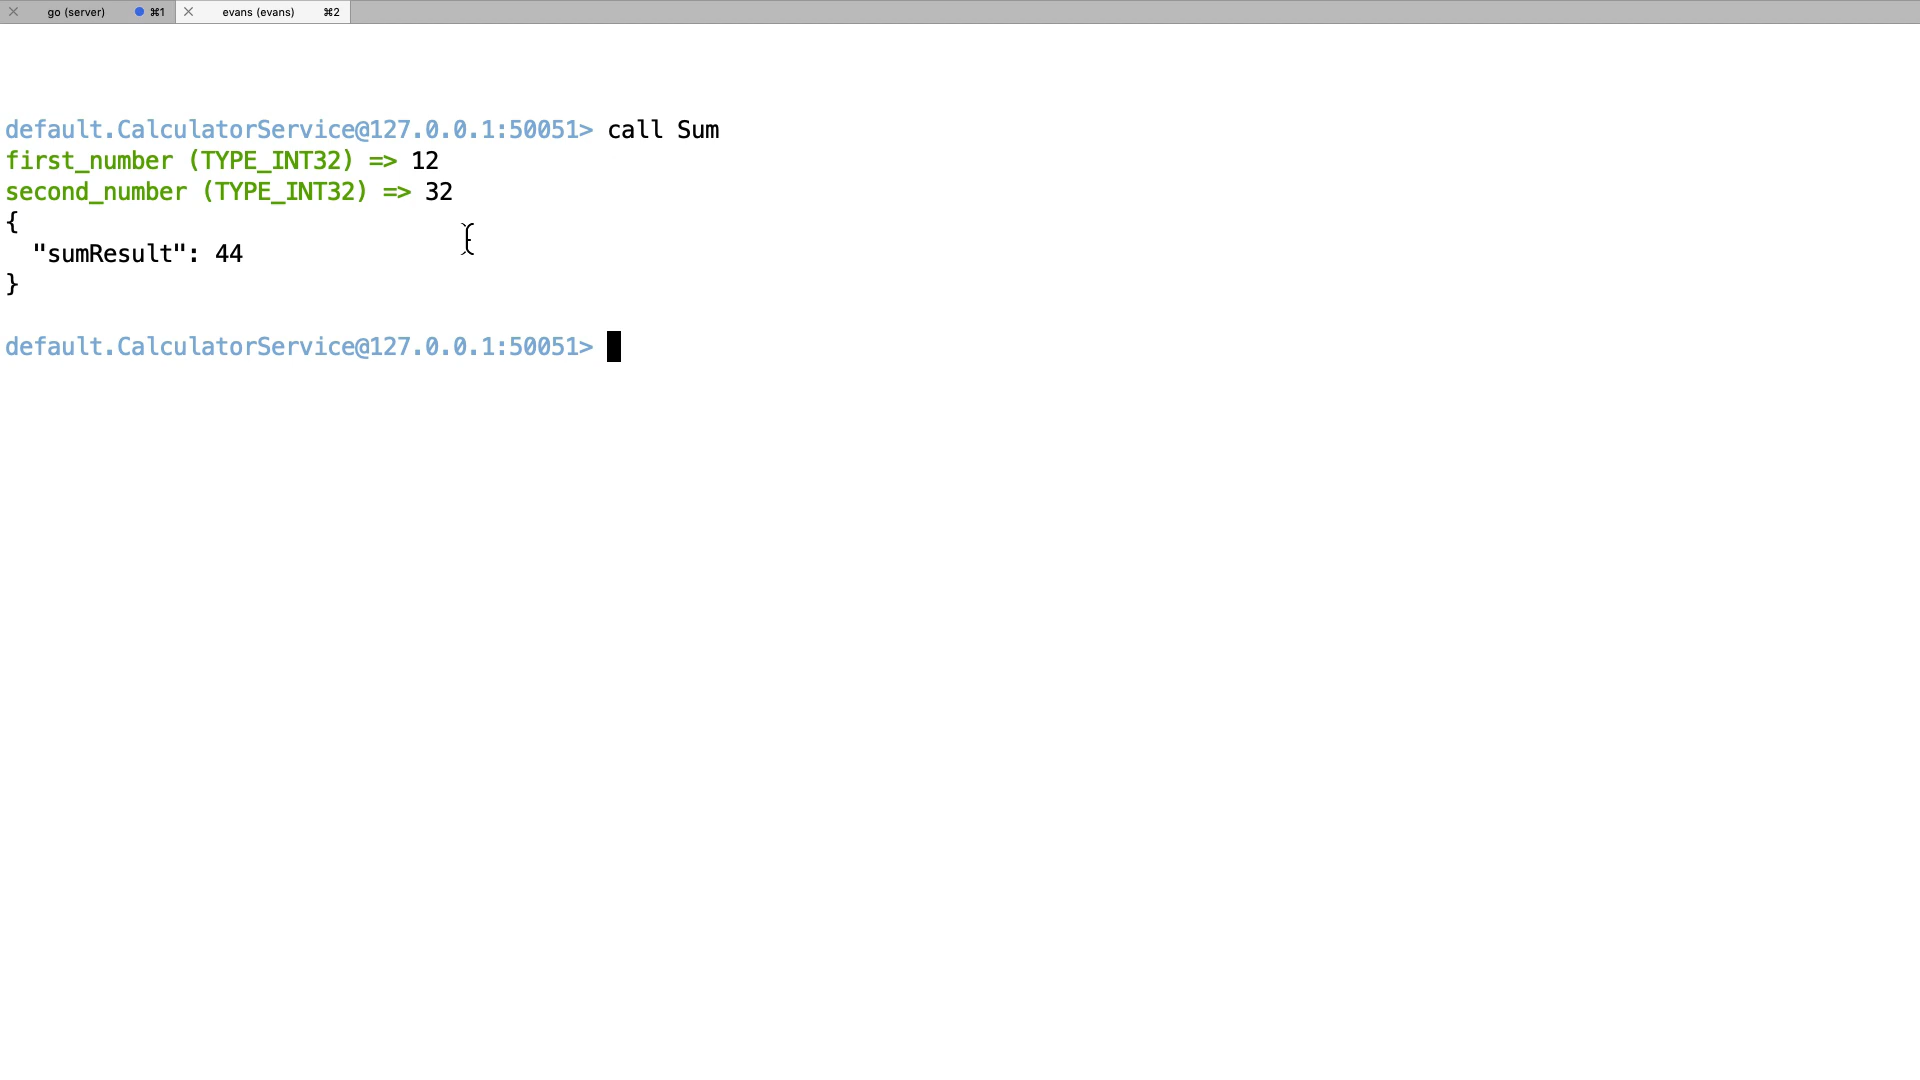 go (server) ⌘1 evans (evans) ⌘2
default.CalculatorService@127.0.0.1:50051> call Sum
first_number (TYPE_INT32) => 12
second_number (TYPE_INT32) => 32
{
  "sumResult": 44
}
default.CalculatorService@127.0.0.1:50051>